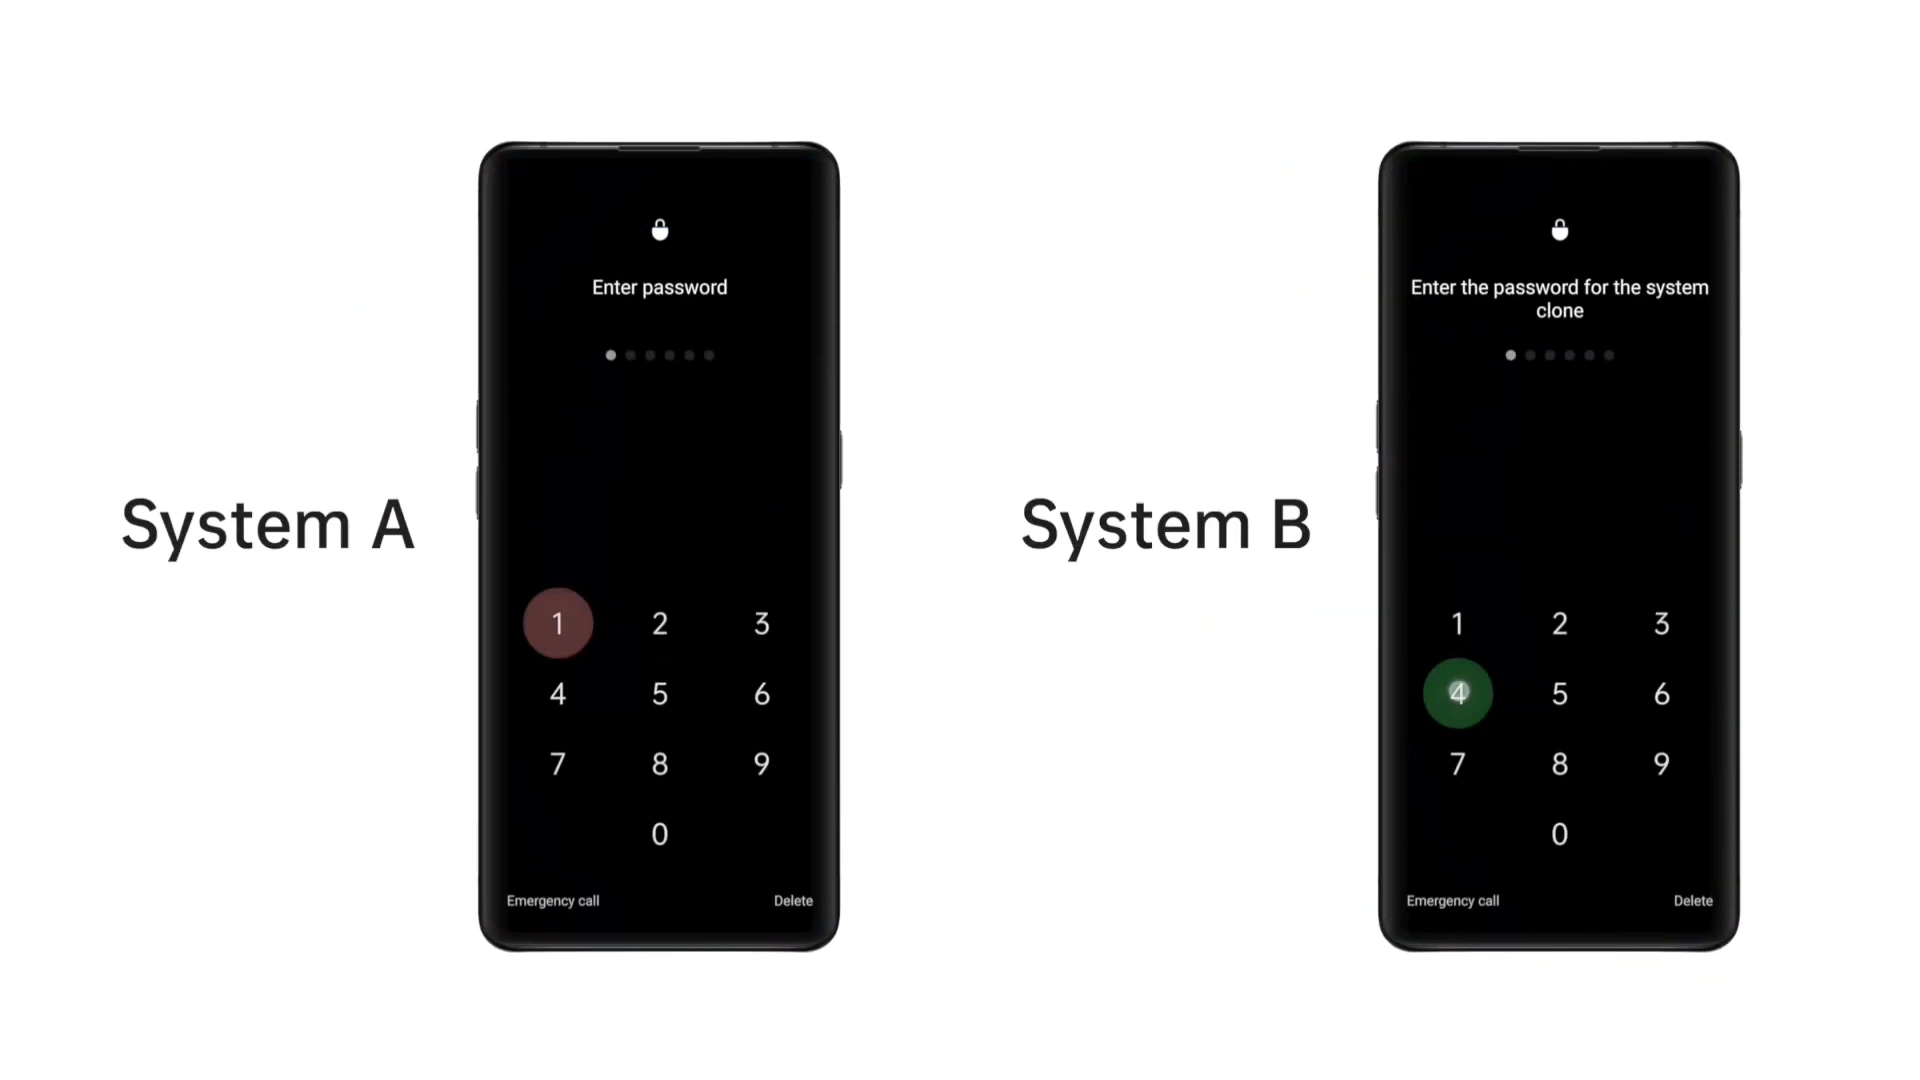 System A
Enter password
1 2 3
4 5 6
7 8 9
0
Emergency call Delete
System B
Enter the password for the system
clone
1 2 3
4 5 6
7 8 9
0
Emergency call Delete